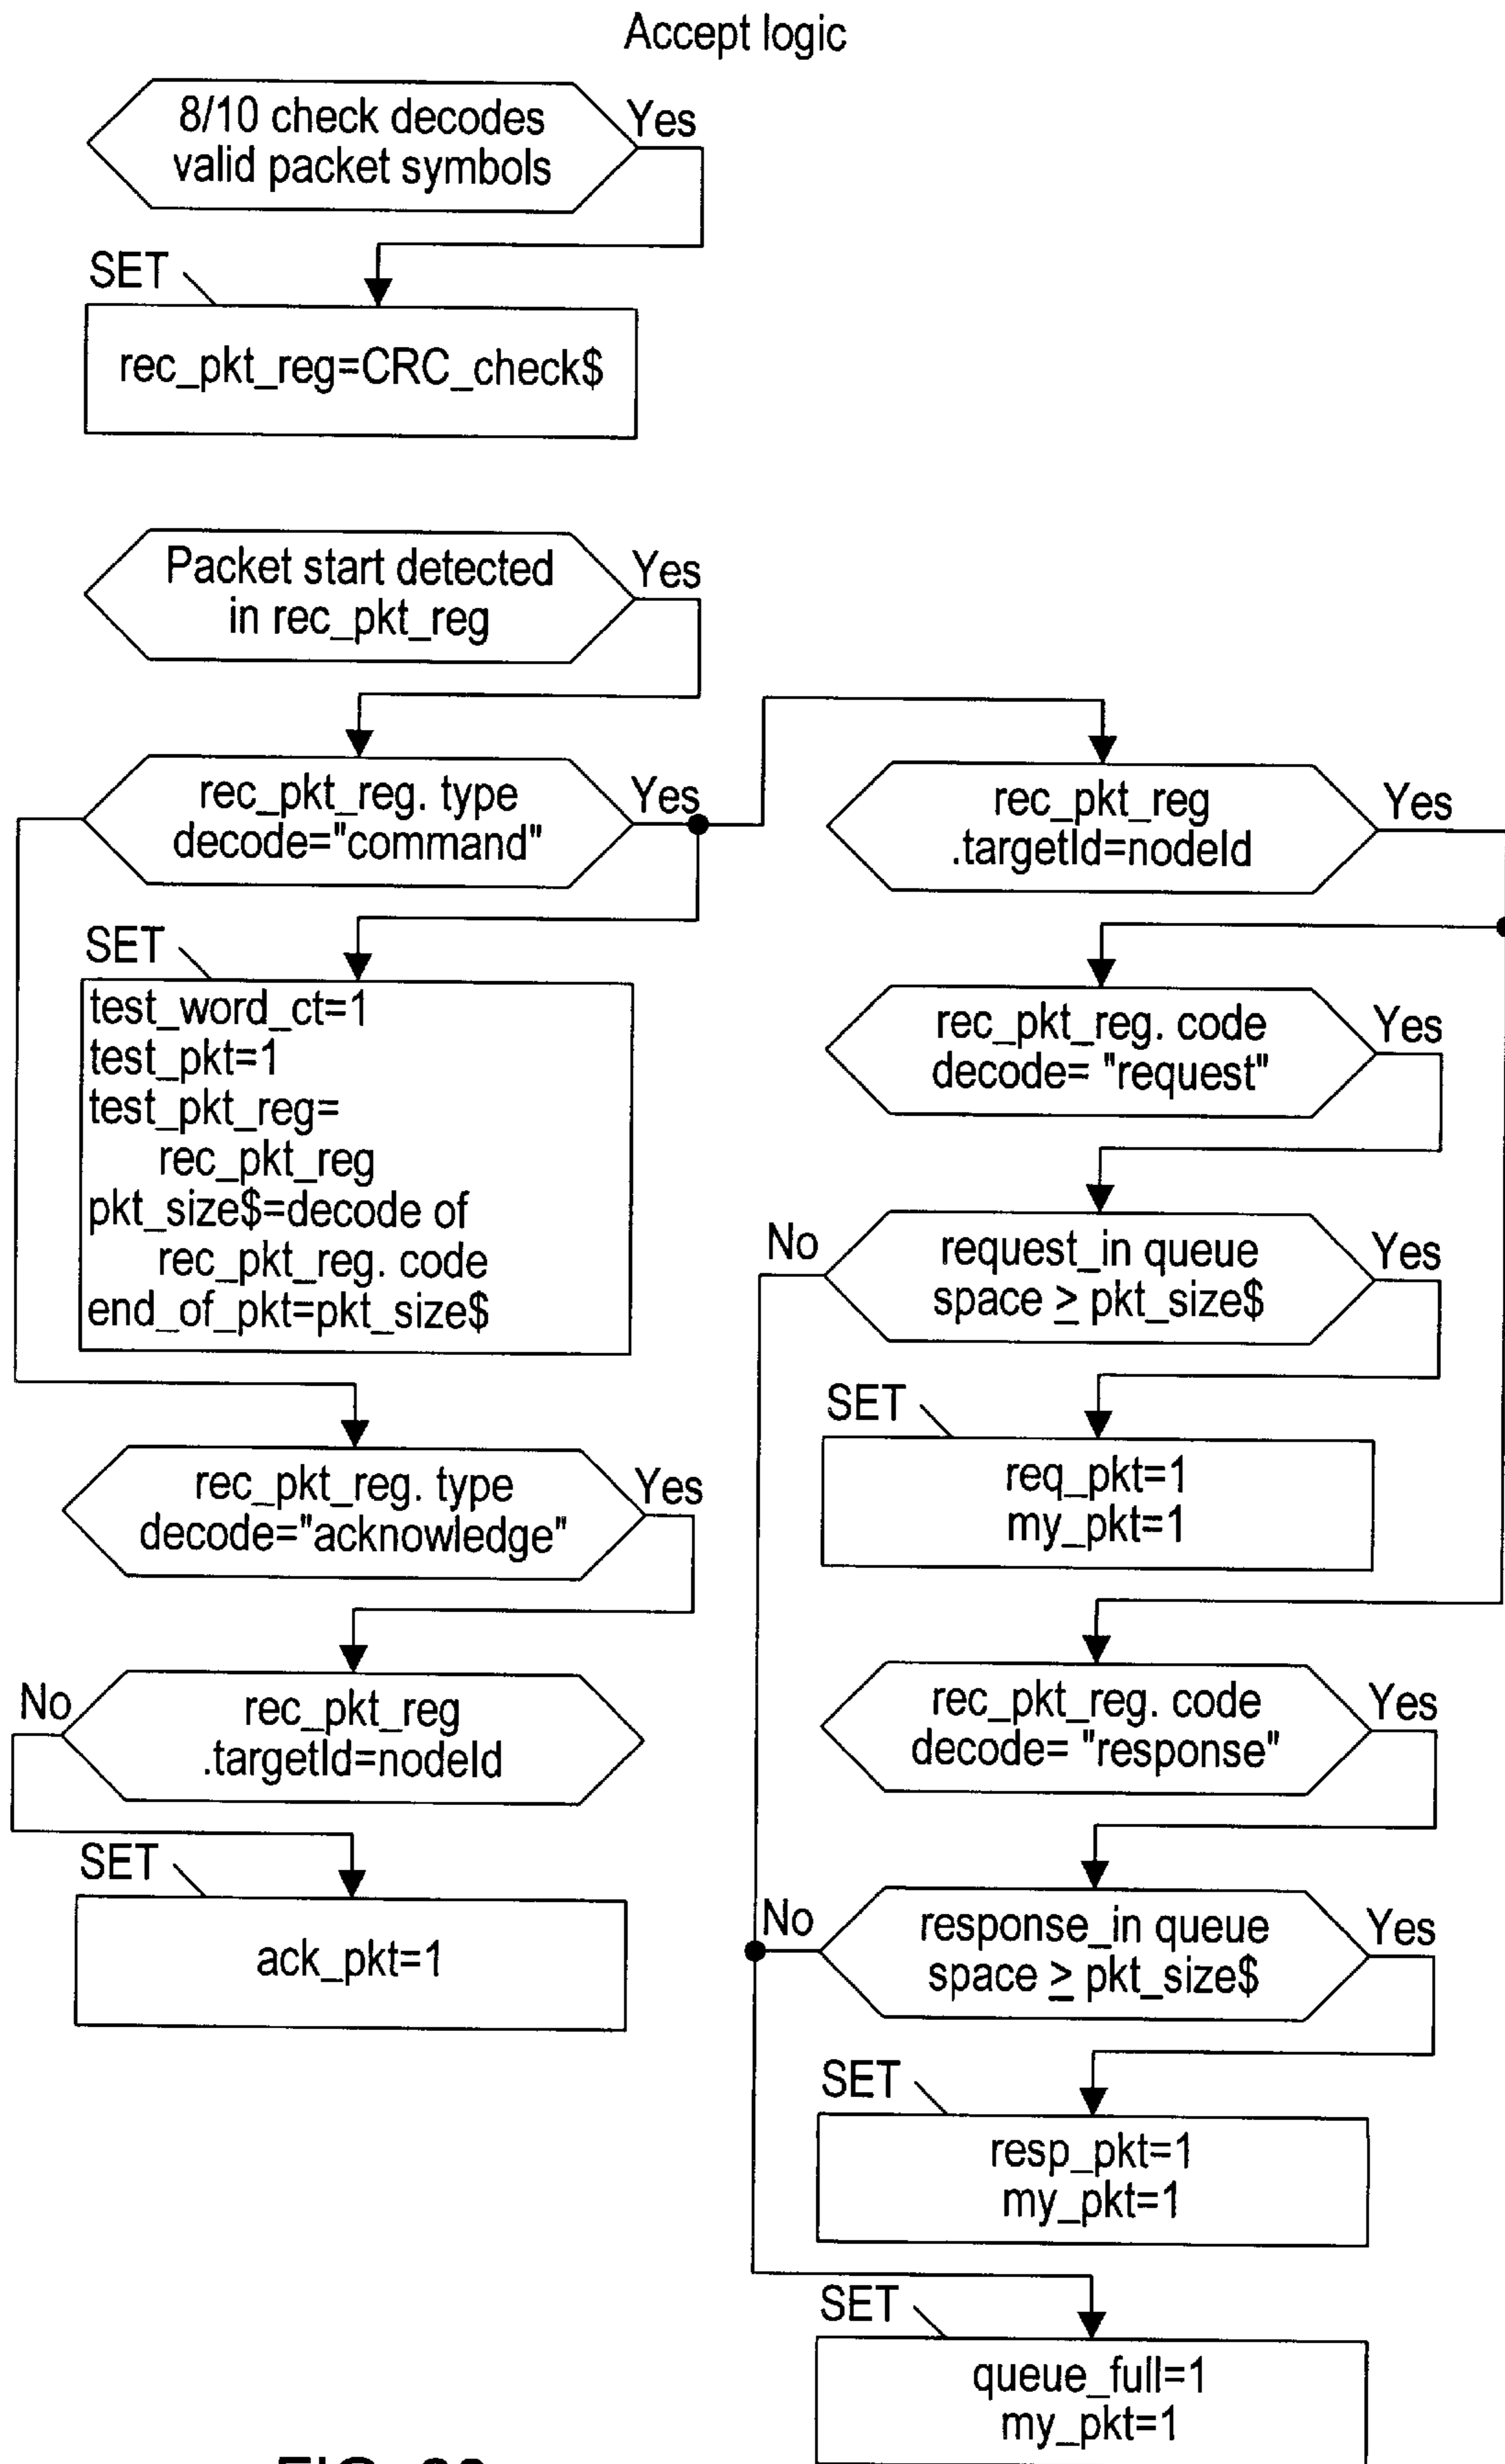 Accept logic
8/10 check decodes
valid packet symbols
Yes
SET
rec_pkt_reg=CRC_check$
Packet start detected
in rec_pkt_reg
Yes
rec_pkt_reg. type
decode="command"
Yes
SET
test_word_ct=1
test_pkt=1
test_pkt_reg=
rec_pkt_reg
pkt_size$=decode of
rec_pkt_reg. code
end_of_pkt=pkt_size$
rec_pkt_reg. type
decode="acknowledge"
Yes
No
rec_pkt_reg
.targetId=nodeId
SET
ack_pkt=1
rec_pkt_reg
.targetId=nodeId
Yes
rec_pkt_reg. code
decode= "request"
Yes
No
request_in queue
space ≥ pkt_size$
Yes
SET
req_pkt=1
my_pkt=1
rec_pkt_reg. code
decode= "response"
Yes
No
response_in queue
space ≥ pkt_size$
Yes
SET
resp_pkt=1
my_pkt=1
SET
queue_full=1
my_pkt=1